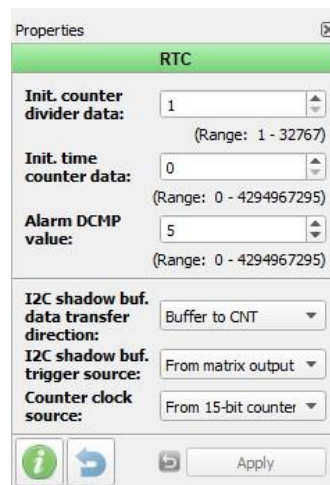 Properties
RTC
Init. counter
divider data:
1
(Range: 1 - 32767)
Init. time
counter data:
0
(Range: 0 - 4294967295)
Alarm DCMP
value:
5
(Range: 0 - 4294967295)
I2C shadow buf.
data transfer
direction:
Buffer to CNT
I2C shadow buf.
trigger source:
From matrix output
Counter clock
source:
From 15-bit counter
Apply